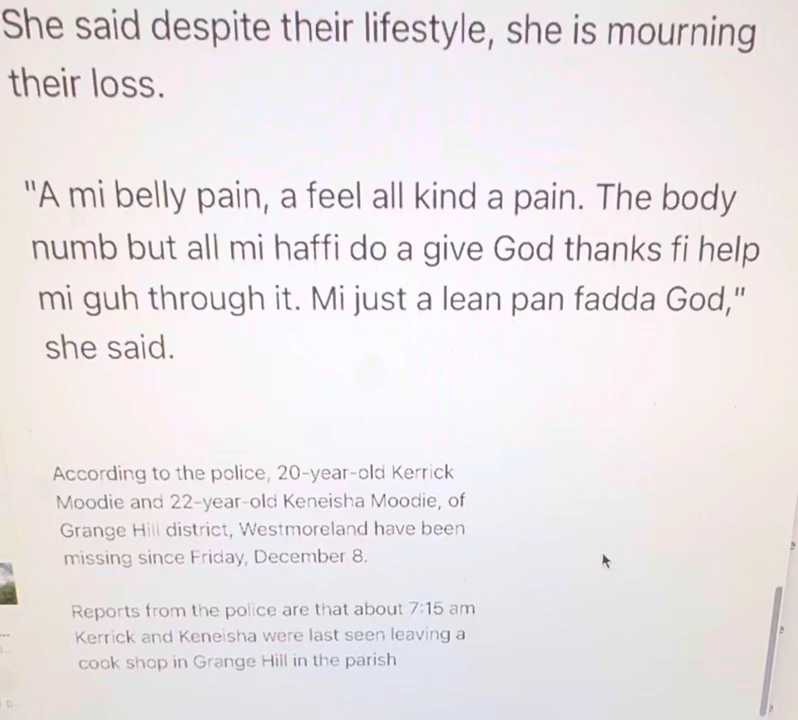 She said despite their lifestyle, she is mourning
their loss.
"A mi belly pain, a feel all kind a pain. The body
numb but all mi haffi do a give God thanks fi help
mi guh through it. Mi just a lean pan fadda God,"
she said.
According to the police, 20-year-old Kerrick
Moodie and 22-year-old Keneisha Moodie, of
Grange Hill district, Westmoreland have been
missing since Friday, December 8.
Reports from the police are that about 7:15 am
Kerrick and Keneisha were last seen leaving a
cook shop in Grange Hill in the parish